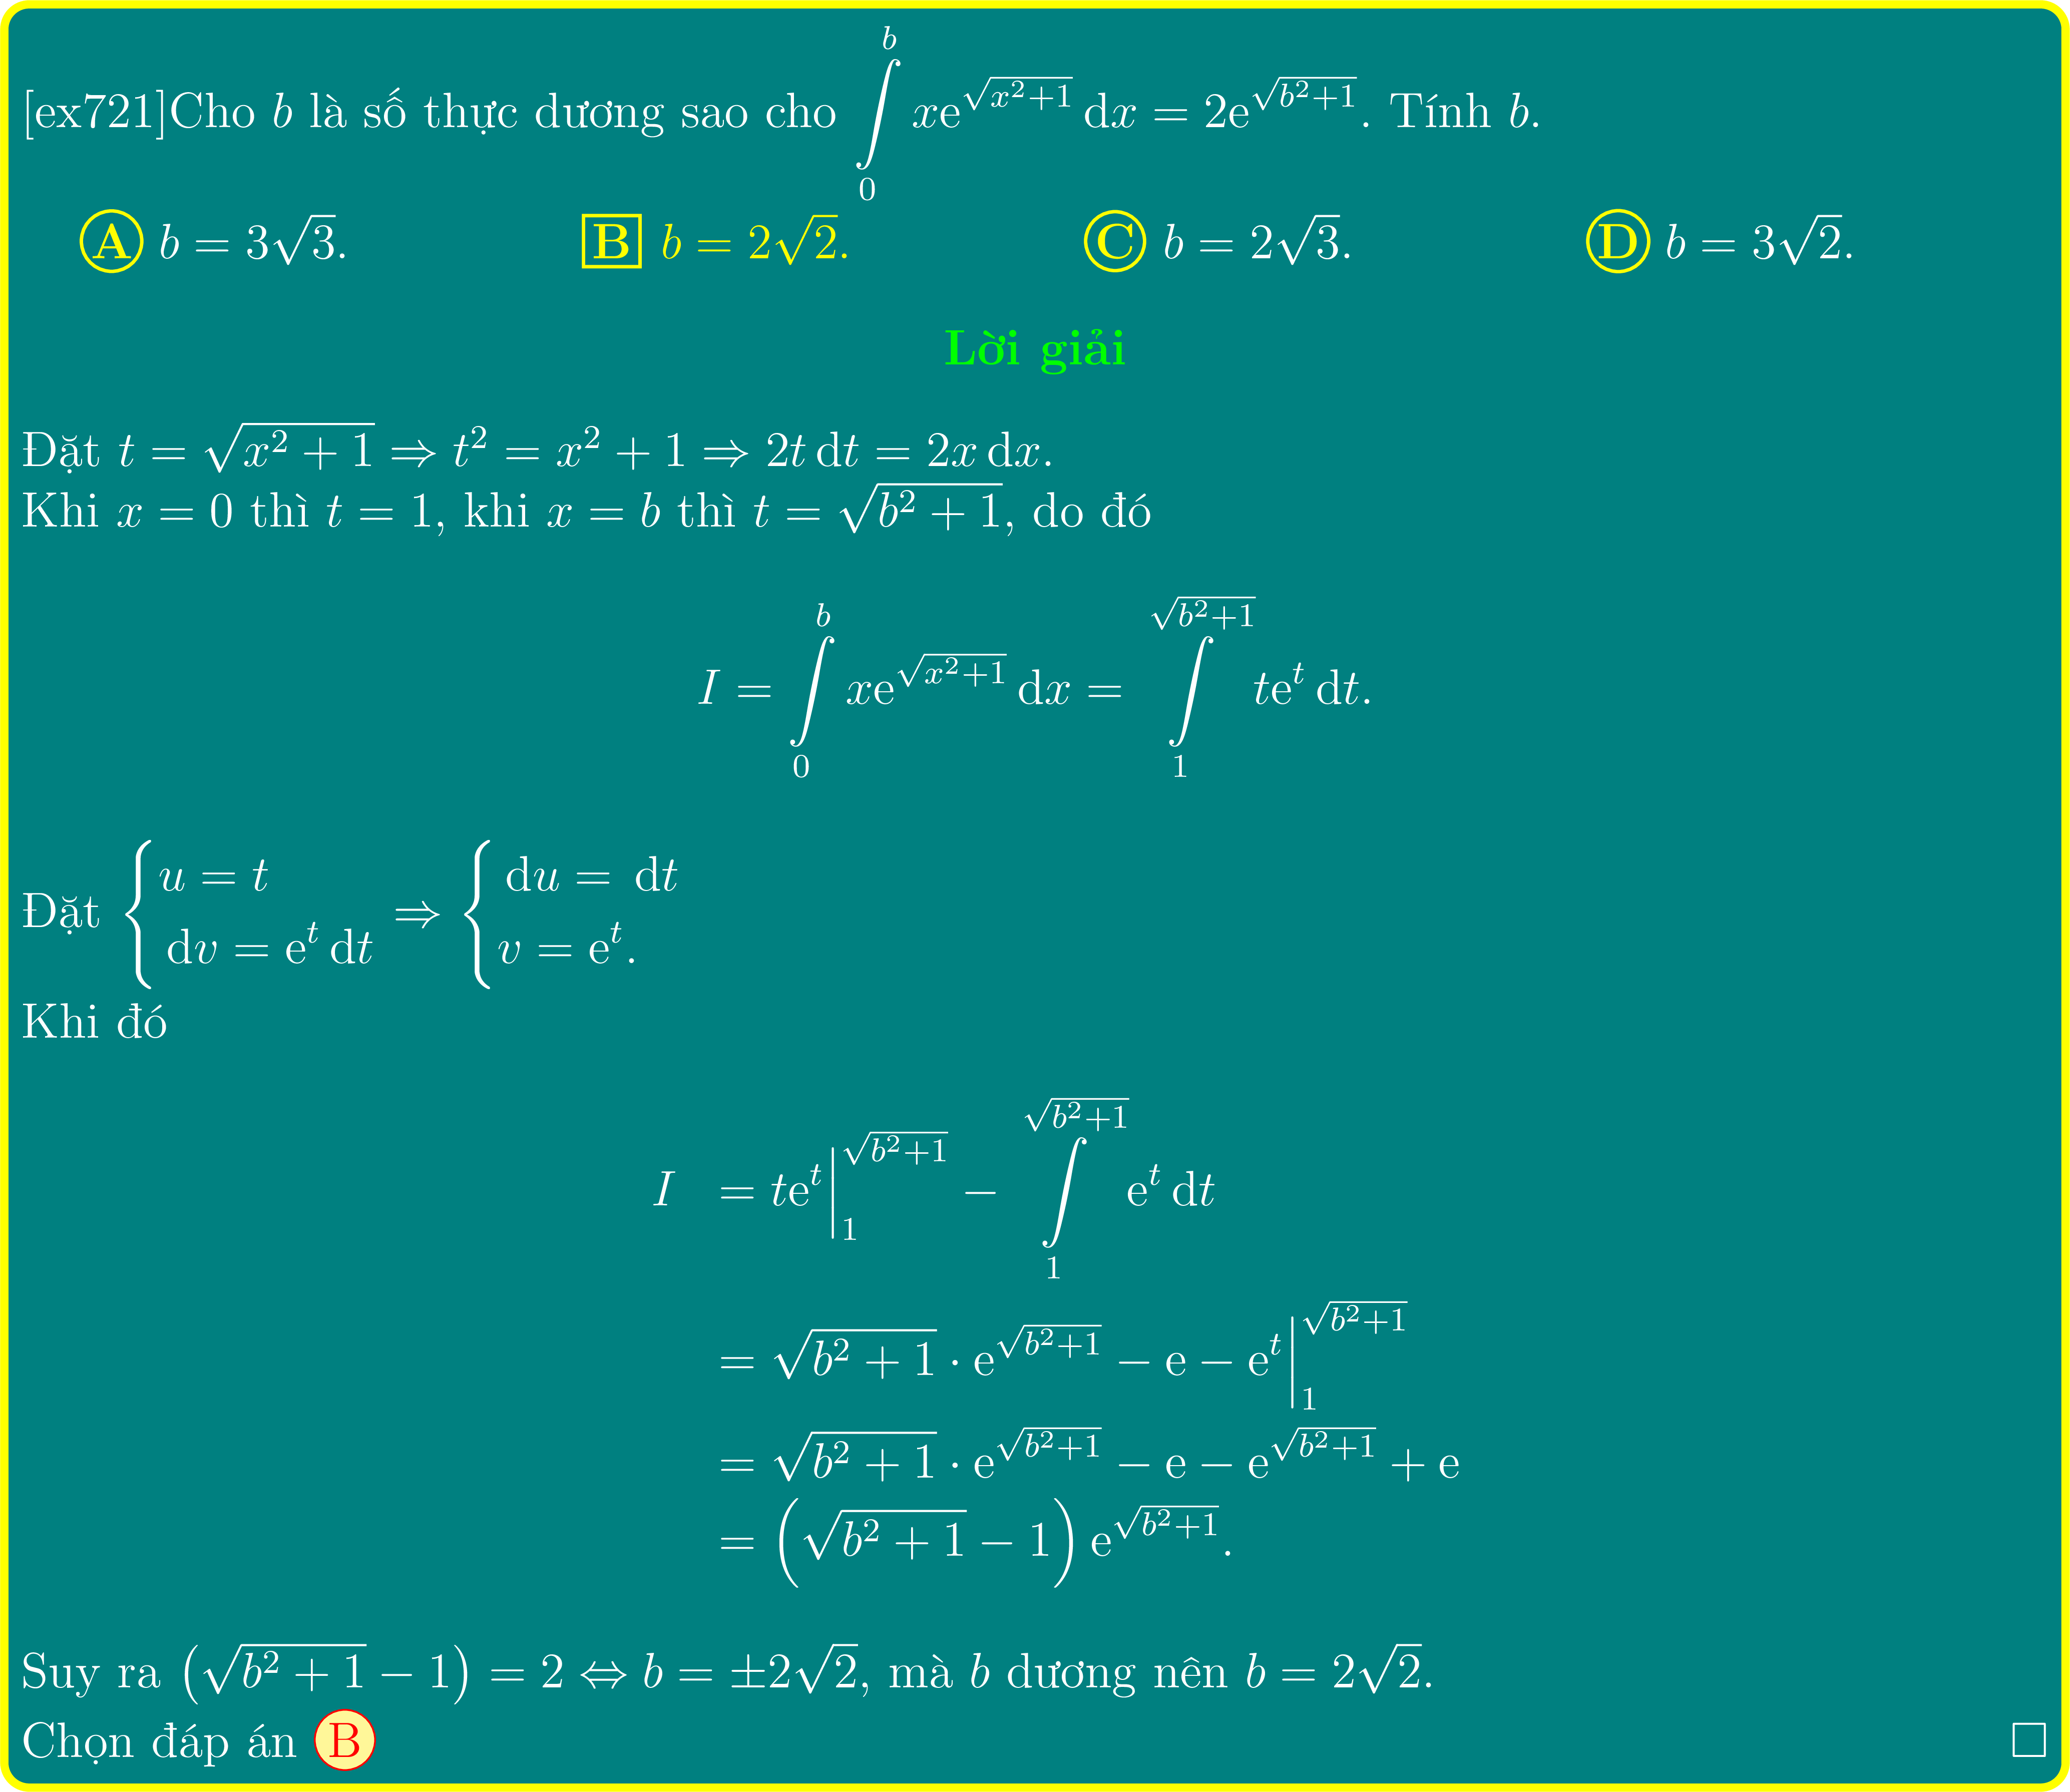 [ex721]Cho $b$ là số thực dương sao cho $\int\limits_0^b x\mathrm{e}^{\sqrt{x^2+1}}\,\mathrm{d}x = 2\mathrm{e}^{\sqrt{b^2+1}}$. Tính $b$.
A $b = 3\sqrt{3}$. B $b = 2\sqrt{2}$. C $b = 2\sqrt{3}$. D $b = 3\sqrt{2}$.
Lời giải
Đặt $t = \sqrt{x^2+1} \Rightarrow t^2 = x^2+1 \Rightarrow 2t\,\mathrm{d}t = 2x\,\mathrm{d}x$.
Khi $x = 0$ thì $t = 1$, khi $x = b$ thì $t = \sqrt{b^2+1}$, do đó
$I = \int\limits_0^b x\mathrm{e}^{\sqrt{x^2+1}}\,\mathrm{d}x = \int\limits_1^{\sqrt{b^2+1}} t\mathrm{e}^t\,\mathrm{d}t.$
Đặt $\begin{cases} u = t \\ \mathrm{d}v = \mathrm{e}^t\,\mathrm{d}t \end{cases} \Rightarrow \begin{cases} \mathrm{d}u = \mathrm{d}t \\ v = \mathrm{e}^t. \end{cases}$
Khi đó
$I = t\mathrm{e}^t\Big|_1^{\sqrt{b^2+1}} - \int\limits_1^{\sqrt{b^2+1}} \mathrm{e}^t\,\mathrm{d}t$
$= \sqrt{b^2+1} \cdot \mathrm{e}^{\sqrt{b^2+1}} - \mathrm{e} - \mathrm{e}^t\Big|_1^{\sqrt{b^2+1}}$
$= \sqrt{b^2+1} \cdot \mathrm{e}^{\sqrt{b^2+1}} - \mathrm{e} - \mathrm{e}^{\sqrt{b^2+1}} + \mathrm{e}$
$= \left(\sqrt{b^2+1} - 1\right)\mathrm{e}^{\sqrt{b^2+1}}.$
Suy ra $\left(\sqrt{b^2+1} - 1\right) = 2 \Leftrightarrow b = \pm 2\sqrt{2}$, mà $b$ dương nên $b = 2\sqrt{2}$.
Chọn đáp án B □